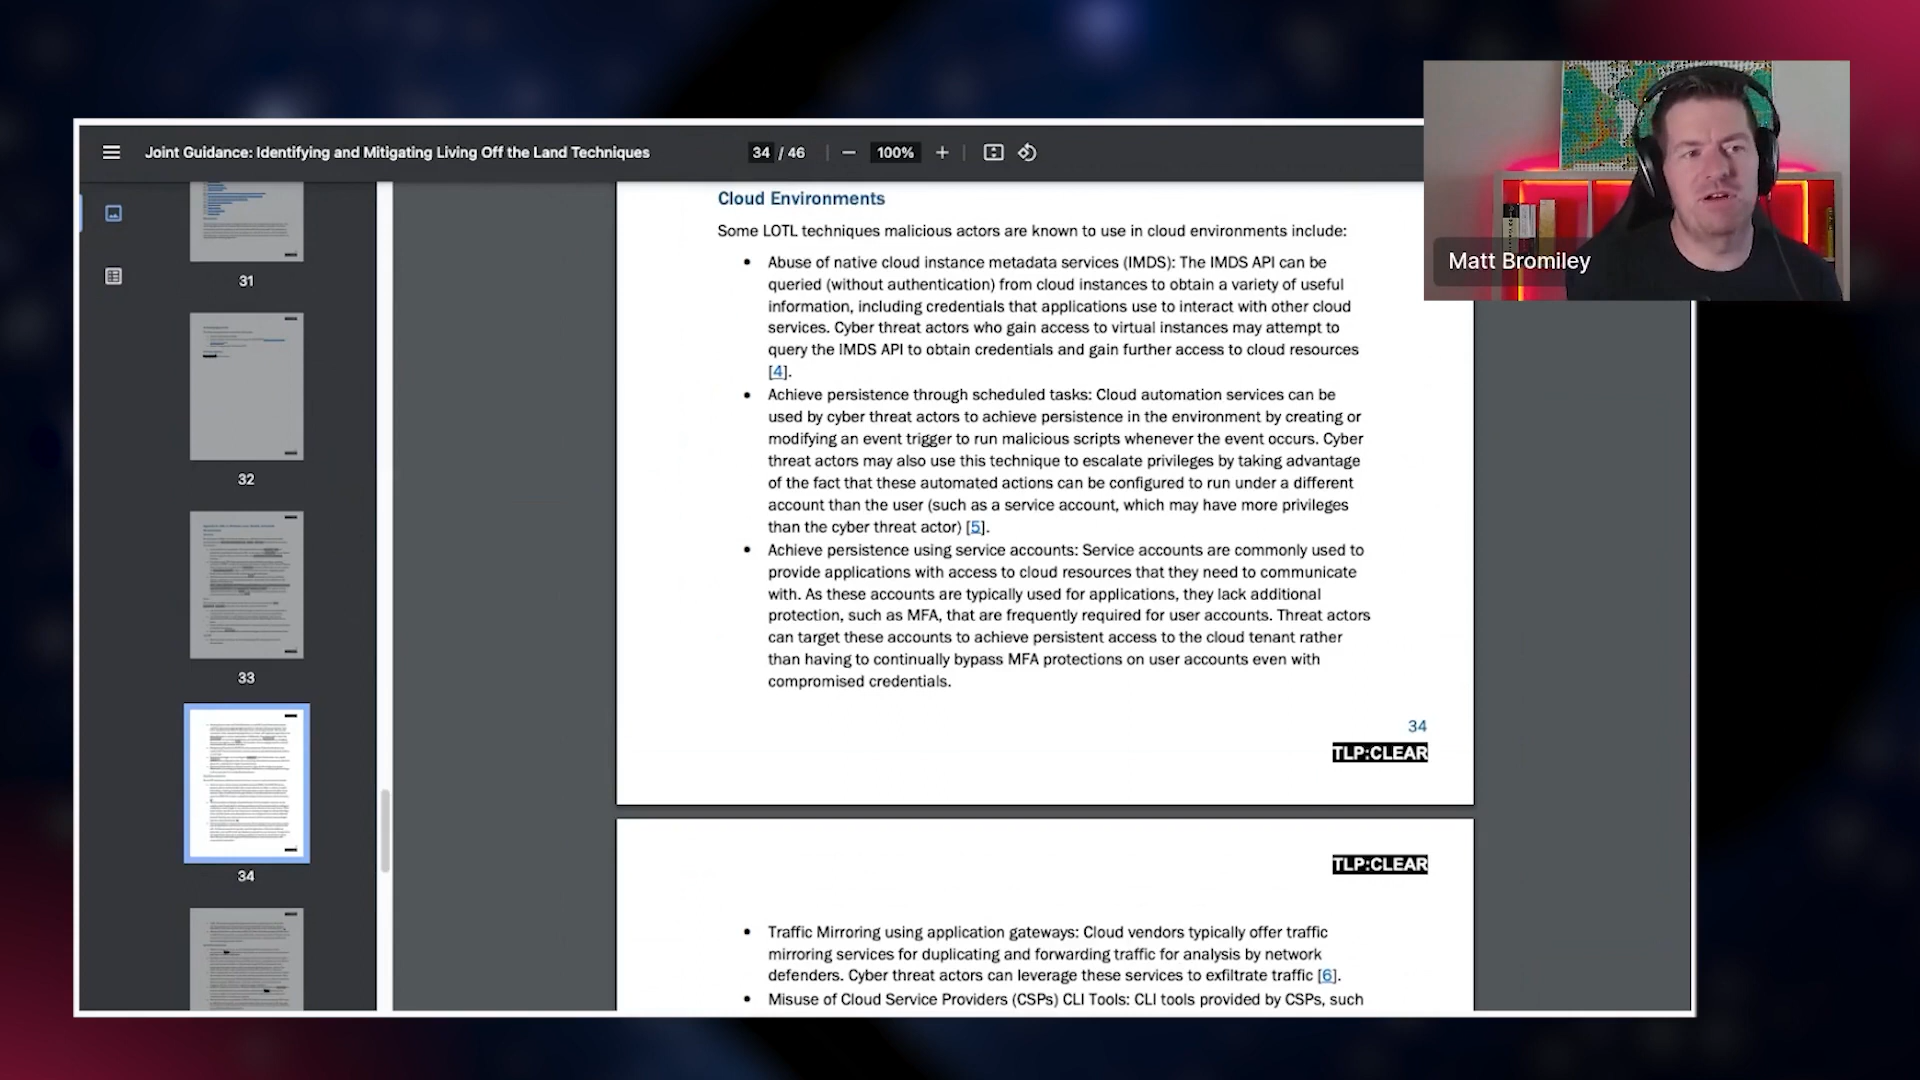 Joint Guidance: Identifying and Mitigating Living Off the Land Techniques
34 / 46
100%
31
32
33
34
Cloud Environments
Some LOTL techniques malicious actors are known to use in cloud environments include:
• Abuse of native cloud instance metadata services (IMDS): The IMDS API can be
queried (without authentication) from cloud instances to obtain a variety of useful
information, including credentials that applications use to interact with other cloud
services. Cyber threat actors who gain access to virtual instances may attempt to
query the IMDS API to obtain credentials and gain further access to cloud resources
[4].
• Achieve persistence through scheduled tasks: Cloud automation services can be
used by cyber threat actors to achieve persistence in the environment by creating or
modifying an event trigger to run malicious scripts whenever the event occurs. Cyber
threat actors may also use this technique to escalate privileges by taking advantage
of the fact that these automated actions can be configured to run under a different
account than the user (such as a service account, which may have more privileges
than the cyber threat actor) [5].
• Achieve persistence using service accounts: Service accounts are commonly used to
provide applications with access to cloud resources that they need to communicate
with. As these accounts are typically used for applications, they lack additional
protection, such as MFA, that are frequently required for user accounts. Threat actors
can target these accounts to achieve persistent access to the cloud tenant rather
than having to continually bypass MFA protections on user accounts even with
compromised credentials.
34
TLP:CLEAR
TLP:CLEAR
• Traffic Mirroring using application gateways: Cloud vendors typically offer traffic
mirroring services for duplicating and forwarding traffic for analysis by network
defenders. Cyber threat actors can leverage these services to exfiltrate traffic [6].
• Misuse of Cloud Service Providers (CSPs) CLI Tools: CLI tools provided by CSPs, such
Matt Bromiley